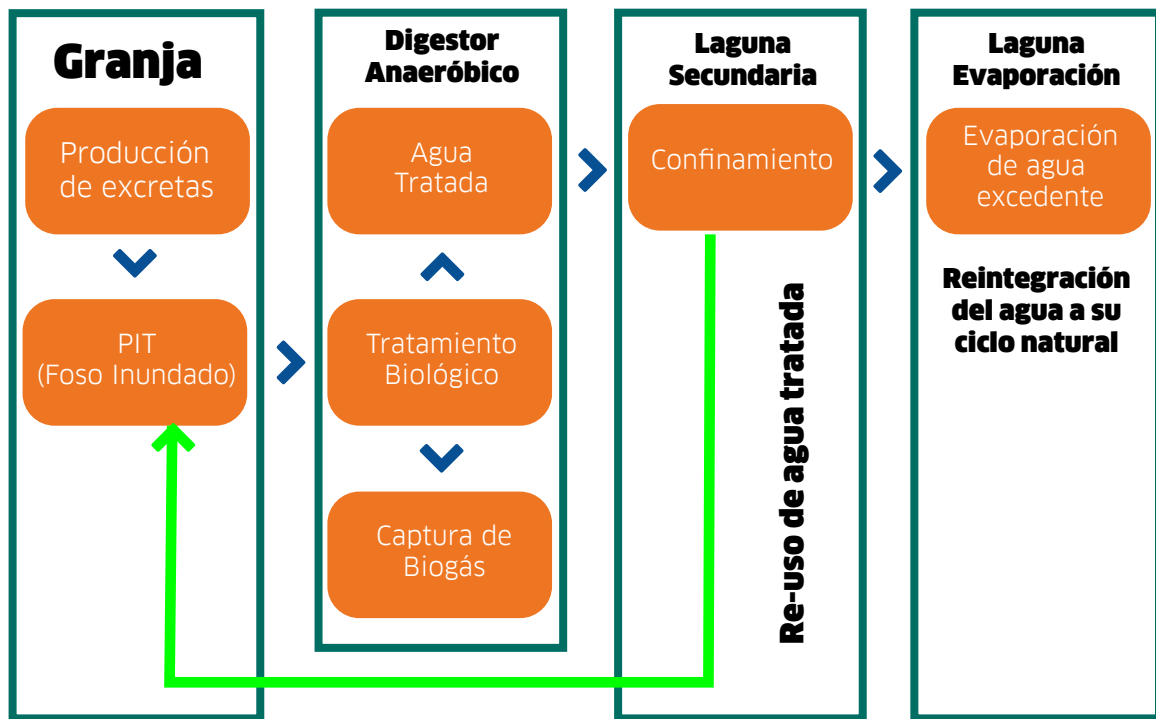 Granja
Producción
de excretas
PIT
(Foso Inundado)
Digestor
Anaeróbico
Agua
Tratada
Tratamiento
Biológico
Captura de
Biogás
Laguna
Secundaria
Confinamiento
Re-uso de agua tratada
Laguna
Evaporación
Evaporación
de agua
excedente
Reintegración
del agua a su
ciclo natural